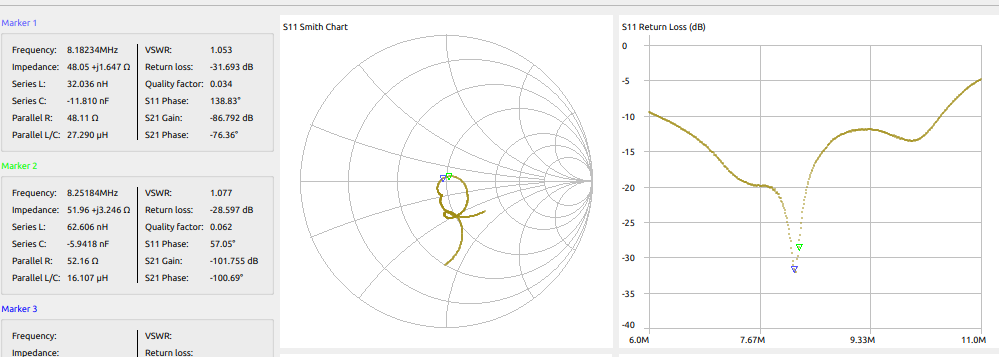 Marker 1
Frequency: 8.18234MHz VSWR: 1.053
Impedance: 48.05 +j1.647 Ω Return loss: -31.693 dB
Series L: 32.036 nH Quality factor: 0.034
Series C: -11.810 nF S11 Phase: 138.83°
Parallel R: 48.11 Ω S21 Gain: -86.792 dB
Parallel L/C: 27.290 µH S21 Phase: -76.36°
Marker 2
Frequency: 8.25184MHz VSWR: 1.077
Impedance: 51.96 +j3.246 Ω Return loss: -28.597 dB
Series L: 62.606 nH Quality factor: 0.062
Series C: -5.9418 nF S11 Phase: 57.05°
Parallel R: 52.16 Ω S21 Gain: -101.755 dB
Parallel L/C: 16.107 µH S21 Phase: -100.69°
Marker 3
Frequency: VSWR:
Impedance: Return loss:
S11 Smith Chart
S11 Return Loss (dB)
0
-5
-10
-15
-20
-25
-30
-35
-40
6.0M 7.67M 9.33M 11.0M